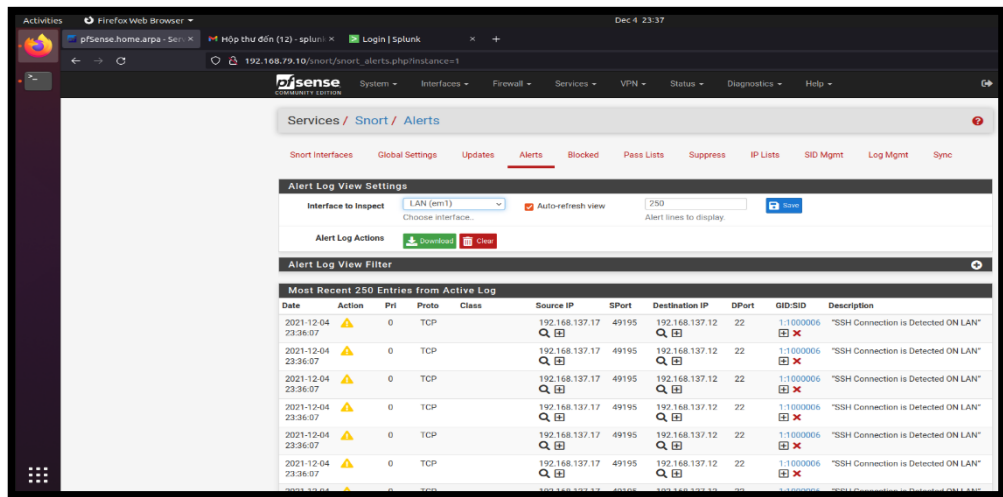 Activities Firefox Web Browser Dec 4 23:37
pfSense.home.arpa - Serv × Hộp thư đến (12) - splunk × Login | Splunk × +
192.168.79.10/snort/snort_alerts.php?instance=1
pfsense System Interfaces Firewall Services VPN Status Diagnostics Help
COMMUNITY EDITION
Services / Snort / Alerts
Snort Interfaces Global Settings Updates Alerts Blocked Pass Lists Suppress IP Lists SID Mgmt Log Mgmt Sync
Alert Log View Settings
Interface to Inspect LAN (em1) Auto-refresh view 250 Save
Choose interface.. Alert lines to display.
Alert Log Actions Download Clear
Alert Log View Filter
Most Recent 250 Entries from Active Log
Date Action Pri Proto Class Source IP SPort Destination IP DPort GID:SID Description
2021-12-04 0 TCP 192.168.137.17 49195 192.168.137.12 22 1:1000006 "SSH Connection is Detected ON LAN"
23:36:07
2021-12-04 0 TCP 192.168.137.17 49195 192.168.137.12 22 1:1000006 "SSH Connection is Detected ON LAN"
23:36:07
2021-12-04 0 TCP 192.168.137.17 49195 192.168.137.12 22 1:1000006 "SSH Connection is Detected ON LAN"
23:36:07
2021-12-04 0 TCP 192.168.137.17 49195 192.168.137.12 22 1:1000006 "SSH Connection is Detected ON LAN"
23:36:07
2021-12-04 0 TCP 192.168.137.17 49195 192.168.137.12 22 1:1000006 "SSH Connection is Detected ON LAN"
23:36:07
2021-12-04 0 TCP 192.168.137.17 49195 192.168.137.12 22 1:1000006 "SSH Connection is Detected ON LAN"
23:36:07